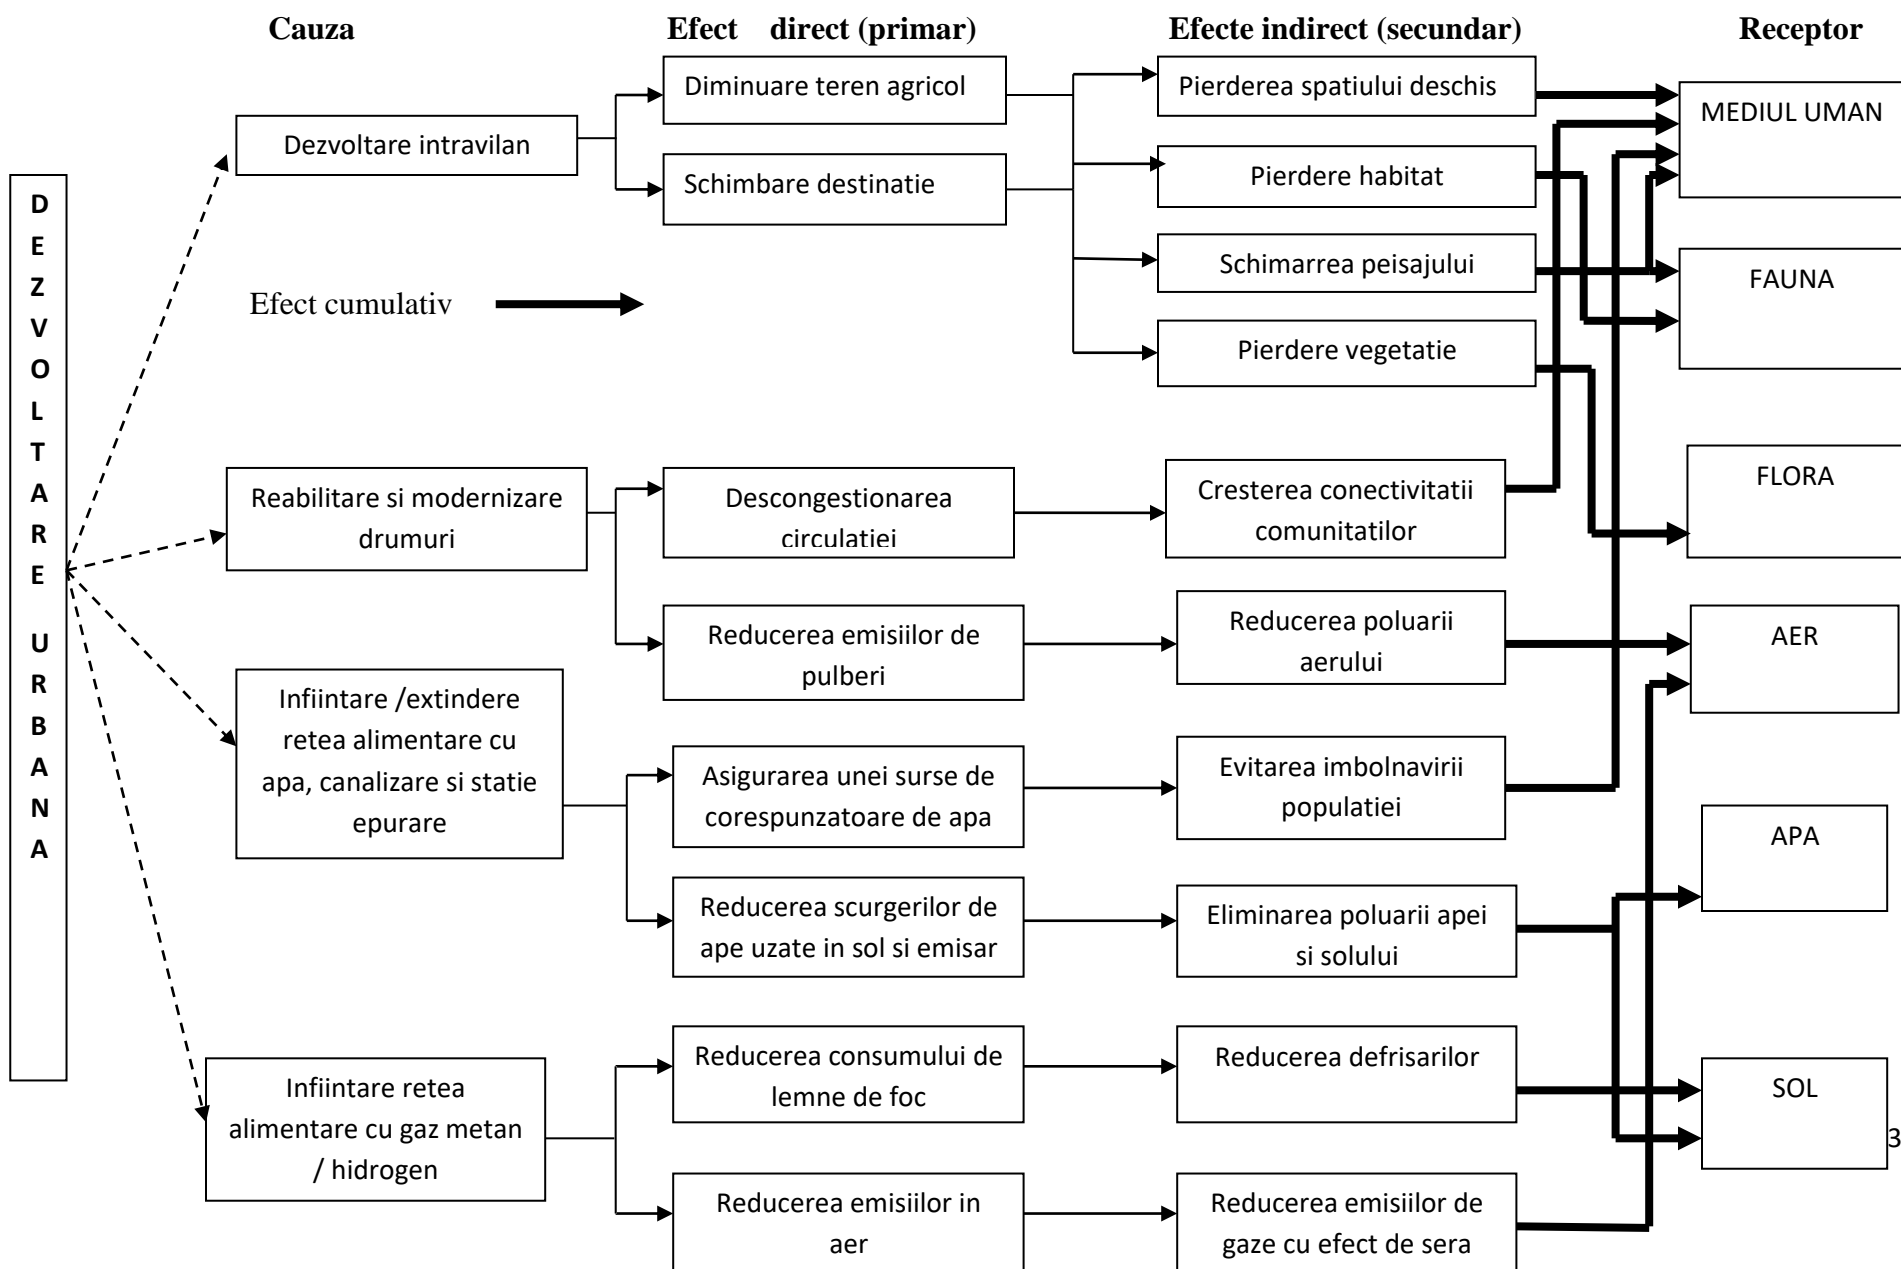 Cauza
Efect direct (primar)
Efecte indirect (secundar)
Receptor
DEZVOLTARE URBANA
Dezvoltare intravilan
Diminuare teren agricol
Schimbare destinatie
Pierderea spatiului deschis
Pierdere habitat
Schimarrea peisajului
Pierdere vegetatie
MEDIUL UMAN
FAUNA
Efect cumulativ
Reabilitare si modernizare
drumuri
Descongestionarea
circulatiei
Cresterea conectivitatii
comunitatilor
FLORA
Reducerea emisiilor de
pulberi
Reducerea poluarii
aerului
AER
Infiintare /extindere
retea alimentare cu
apa, canalizare si statie
epurare
Asigurarea unei surse de
corespunzatoare de apa
Evitarea imbolnavirii
populatiei
APA
Reducerea scurgerilor de
ape uzate in sol si emisar
Eliminarea poluarii apei
si solului
Infiintare retea
alimentare cu gaz metan
/ hidrogen
Reducerea consumului de
lemne de foc
Reducerea defrisarilor
SOL
3
Reducerea emisiilor in
aer
Reducerea emisiilor de
gaze cu efect de sera